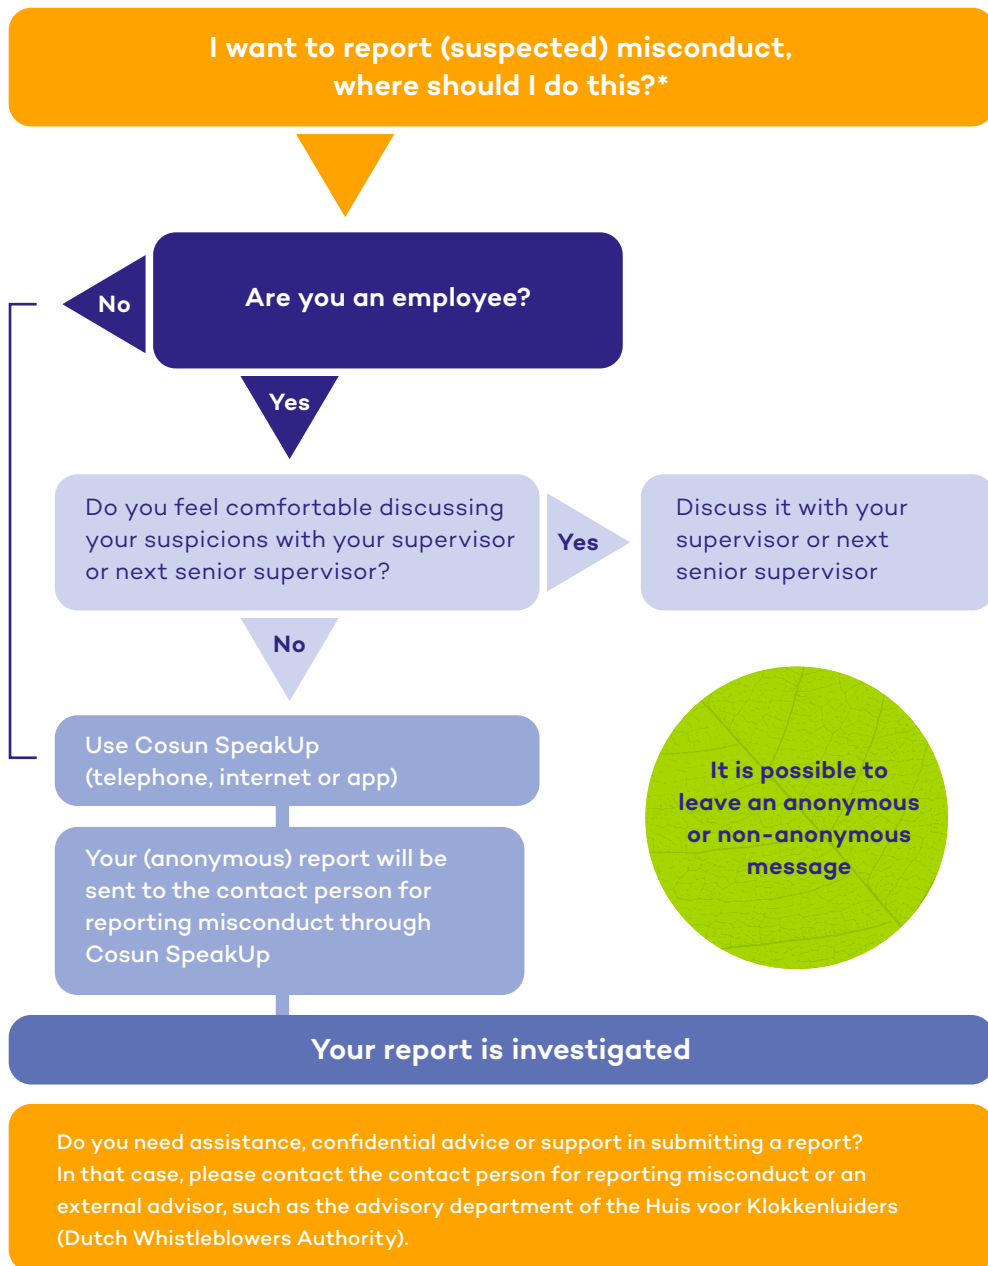 I want to report (suspected) misconduct,
where should I do this?*
No
Are you an employee?
Yes
Do you feel comfortable discussing
your suspicions with your supervisor
or next senior supervisor?
Yes
Discuss it with your
supervisor or next
senior supervisor
No
Use Cosun SpeakUp
(telephone, internet or app)
It is possible to
leave an anonymous
or non-anonymous
message
Your (anonymous) report will be
sent to the contact person for
reporting misconduct through
Cosun SpeakUp
Your report is investigated
Do you need assistance, confidential advice or support in submitting a report?
In that case, please contact the contact person for reporting misconduct or an
external advisor, such as the advisory department of the Huis voor Klokkenluiders
(Dutch Whistleblowers Authority).